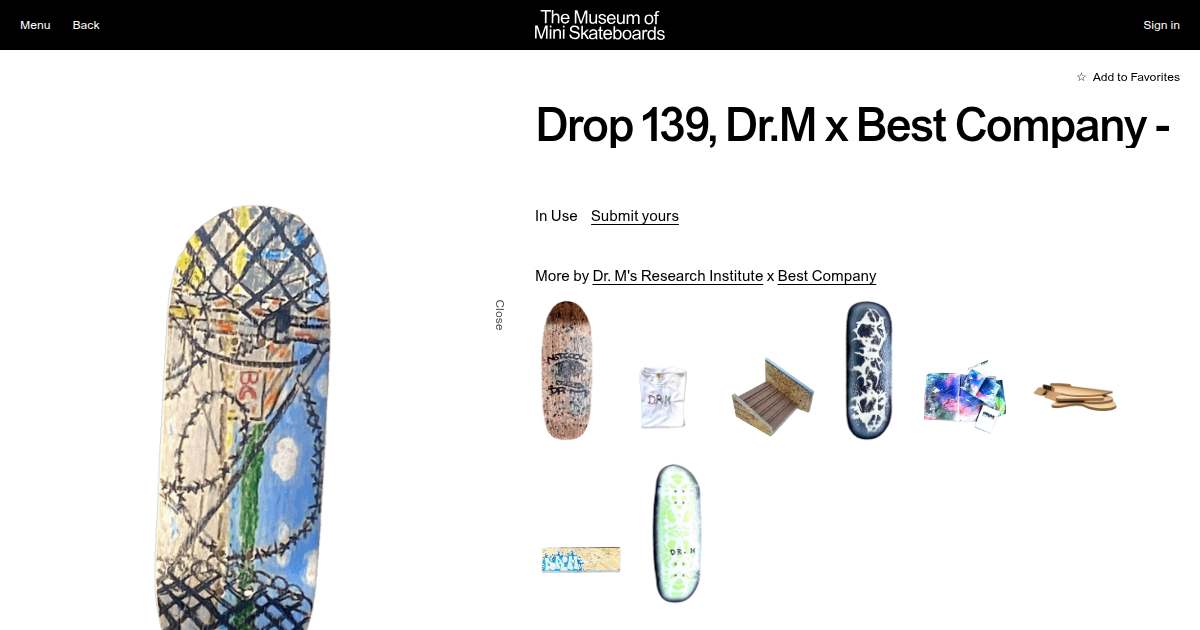 Menu
Back
The Museum of
Mini Skateboards
Sign in
☆ Add to Favorites
Drop 139, Dr.M x Best Company -
In Use Submit yours
More by Dr. M's Research Institute x Best Company
Close
BC
DR.M
DR. M